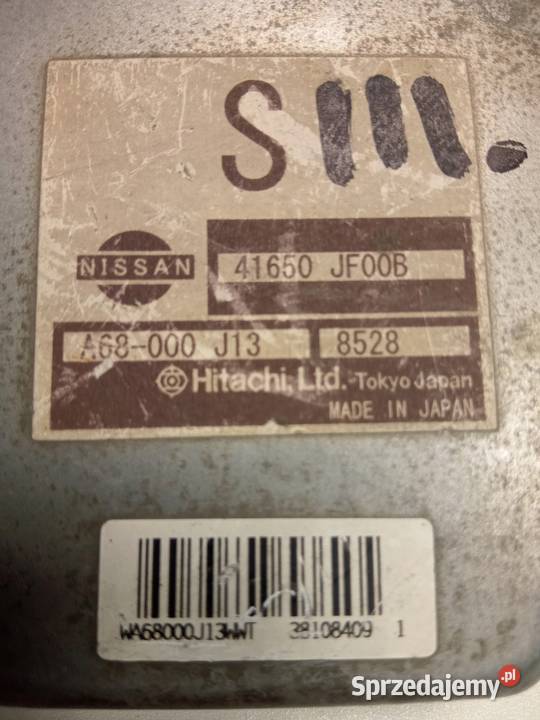 S 111.
NISSAN
41650 JF00B
A68-000 J13 8528
Hitachi, Ltd. Tokyo Japan
MADE IN JAPAN
WA68000J13WWT 38108409 1
Sprzedajemy.pl